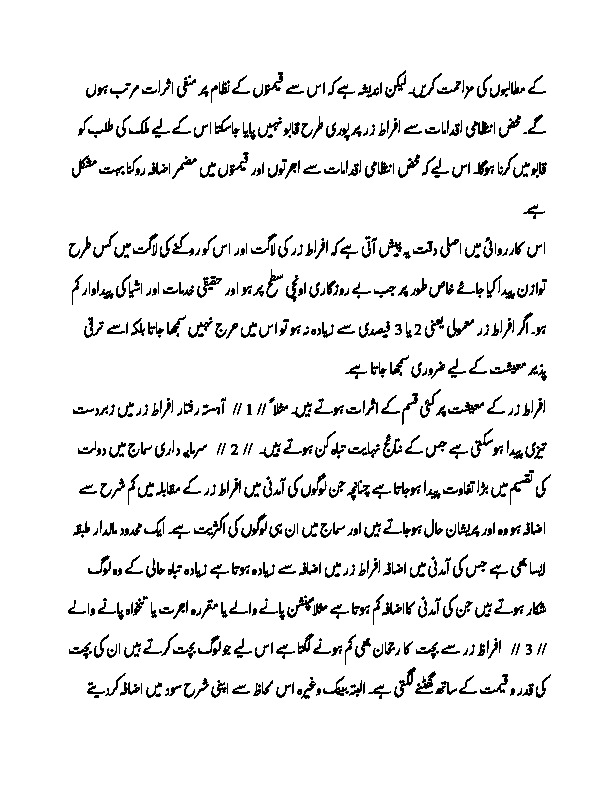 کے مطالبوں کی مزاحمت کریں۔ لیکن اندیشہ ہے کہ اس سے قیمتوں کے نظام پر منفی اثرات مرتب ہوں
گے۔ محض انتظامی اقدامات سے افراط زر پر پوری طرح قابو نہیں پایا جاسکتا اس کے لیے ملک کی طلب کو
قابو میں کرنا ہوگا۔ اس لیے کہ محض انتظامی اقدامات سے اجرتوں اور قیمتوں میں مضمر اضافہ روکنا بہت مشکل
ہے۔
اس کارروائی میں اصلی دقت یہ پیش آتی ہے کہ افراط زر کی لاگت اور اس کو روکنے کی لاگت میں کس طرح
توازن پیدا کیا جائے خاص طور پر جب بے روزگاری اونچی سطح پر ہو اور حقیقی خدمات اور اشیا کی پیداوار کم
ہو۔ اگر افراط زر معمولی یعنی 2 یا 3 فیصدی سے زیادہ نہ ہو تو اس میں حرج نہیں سمجھا جاتا بلکہ اسے ترقی
پذیر معیشت کے لیے ضروری سمجھا جاتا ہے۔
افراط زر کے معیشت پر کئی قسم کے اثرات ہوتے ہیں۔ مثلاً // 1 // آہستہ رفتار افراط زر میں زبردست
تیزی پیدا ہوسکتی ہے جس کے نتائج نہایت تباہ کن ہوتے ہیں۔ // 2 // سرمایہ داری سماج میں دولت
کی تقسیم میں بڑا تفاوت پیدا ہوجاتا ہے چنانچہ جن لوگوں کی آمدنی میں افراط زر کے مقابلہ میں کم شرح سے
اضافہ ہو وہ اور پریشان حال ہوجاتے ہیں اور سماج میں ان ہی لوگوں کی اکثریت ہے۔ ایک محدود مالدار طبقہ
ایسا بھی ہے جس کی آمدنی میں اضافہ افراط زر میں اضافہ سے زیادہ ہوتا ہے زیادہ تباہ حالی کے وہ لوگ
شکار ہوتے ہیں جن کی آمدنی کااضافہ کم ہوتا ہے مثلاً پنشن پانے والے یا مقررہ اجرت یا تنخواہ پانے والے
// 3 // افراط زر سے بچت کا رجحان بھی کم ہونے لگتا ہے اس لیے جو لوگ بچت کرتے ہیں ان کی بچت
کی قدر و قیمت کے ساتھ گھٹنے لگتی ہے۔ البتہ بینک وغیرہ اس لحاظ سے اپنی شرح سود میں اضافہ کردیتے